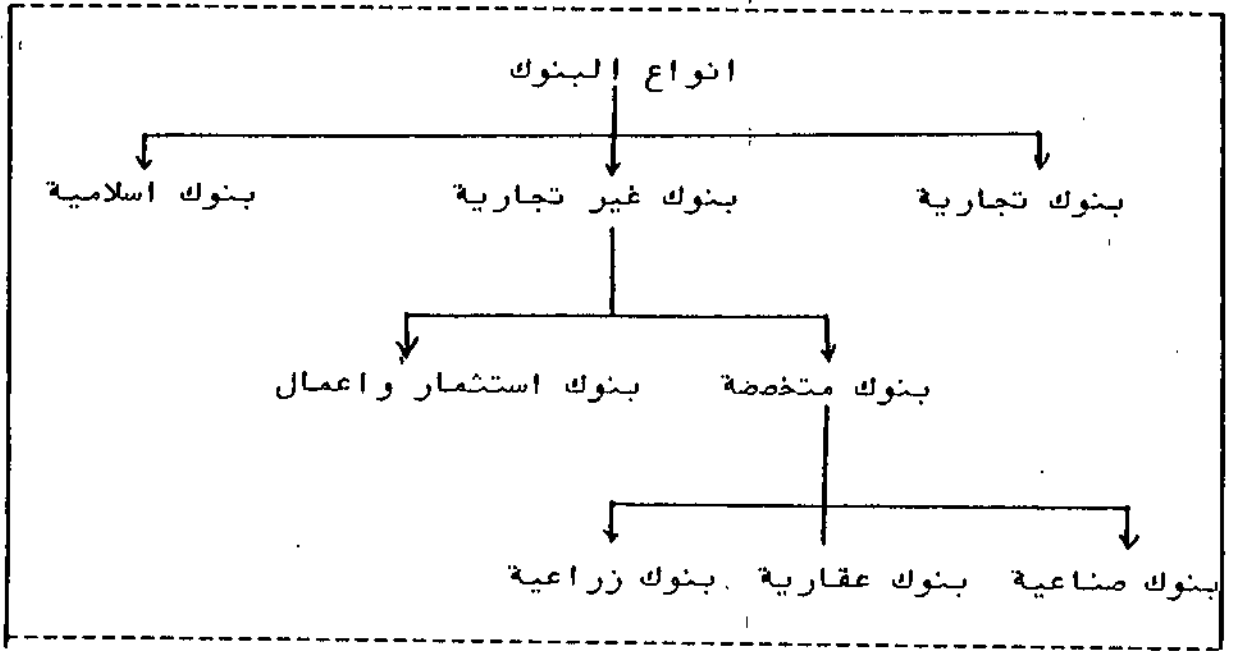 انواع البنوك
بنوك تجارية بنوك غير تجارية بنوك اسلامية
بنوك متخصصة بنوك استثمار واعمال
بنوك صناعية بنوك عقارية بنوك زراعية